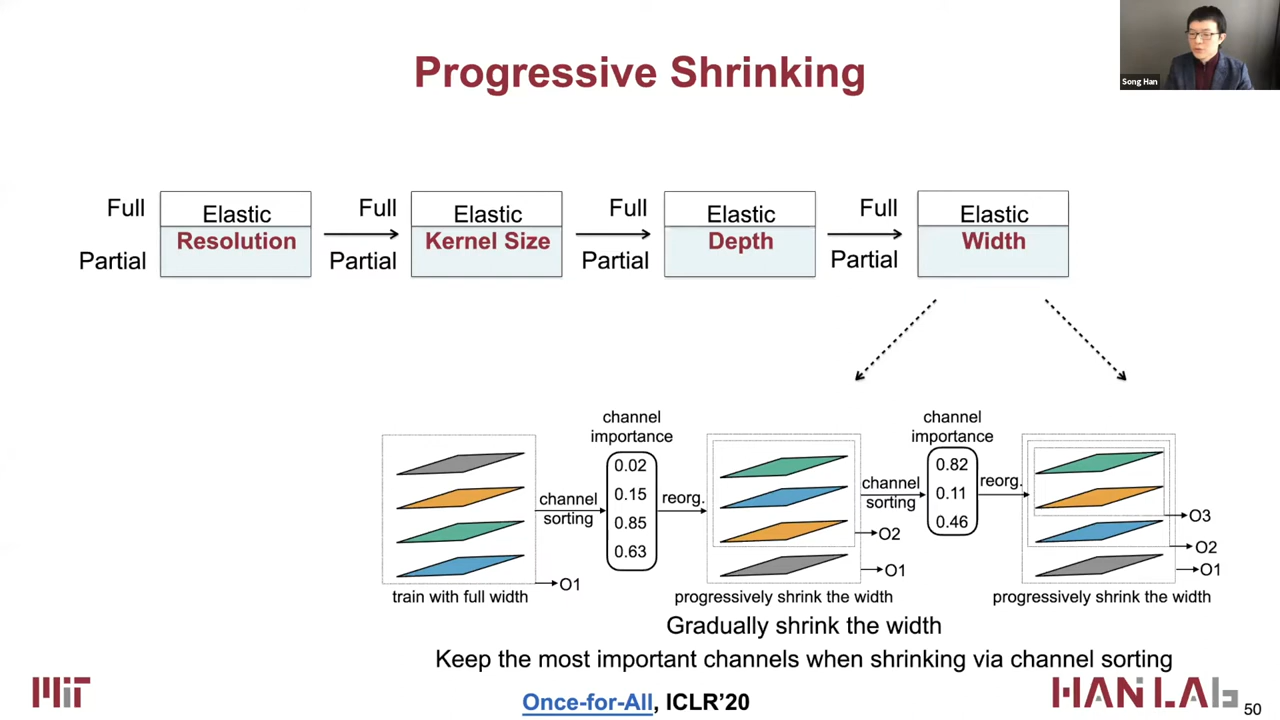 Progressive Shrinking
Song Han
Full
Partial
Elastic
Resolution
Full
Partial
Elastic
Kernel Size
Full
Partial
Elastic
Depth
Full
Partial
Elastic
Width
train with full width
O1
channel
sorting
channel
importance
0.02
0.15
0.85
0.63
reorg.
O2
O1
progressively shrink the width
channel
sorting
channel
importance
0.82
0.11
0.46
reorg.
O3
O2
O1
progressively shrink the width
Gradually shrink the width
Keep the most important channels when shrinking via channel sorting
MIT
Once-for-All, ICLR’20
HAN LAB
50